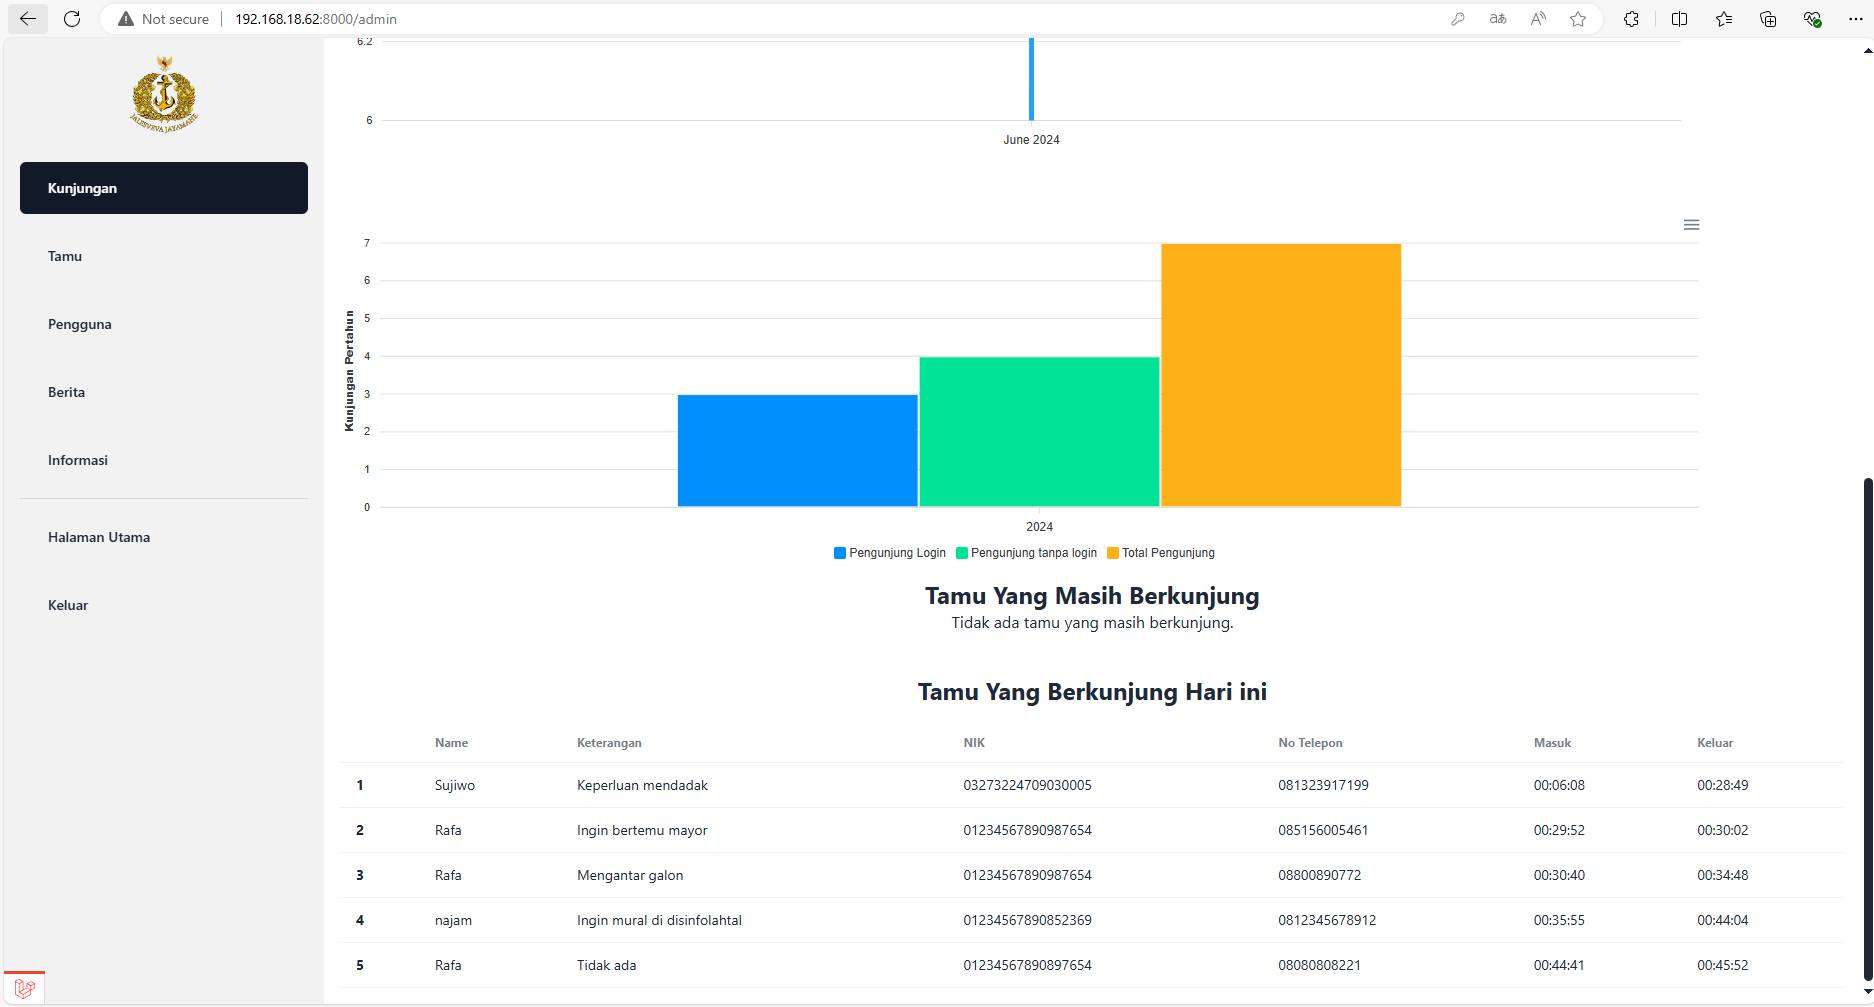 Not secure 192.168.18.62:8000/admin
JALESVEVA JAYAMAHE
Kunjungan
Tamu
Pengguna
Berita
Informasi
Halaman Utama
Keluar
6.2
6
June 2024
Kunjungan Pertahun
7
6
5
4
3
2
1
0
2024
Pengunjung Login Pengunjung tanpa login Total Pengunjung
Tamu Yang Masih Berkunjung
Tidak ada tamu yang masih berkunjung.
Tamu Yang Berkunjung Hari ini
Name Keterangan NIK No Telepon Masuk Keluar
1 Sujiwo Keperluan mendadak 03273224709030005 081323917199 00:06:08 00:28:49
2 Rafa Ingin bertemu mayor 01234567890987654 085156005461 00:29:52 00:30:02
3 Rafa Mengantar galon 01234567890987654 08800890772 00:30:40 00:34:48
4 najam Ingin mural di disinfolahtal 01234567890852369 0812345678912 00:35:55 00:44:04
5 Rafa Tidak ada 01234567890897654 08080808221 00:44:41 00:45:52